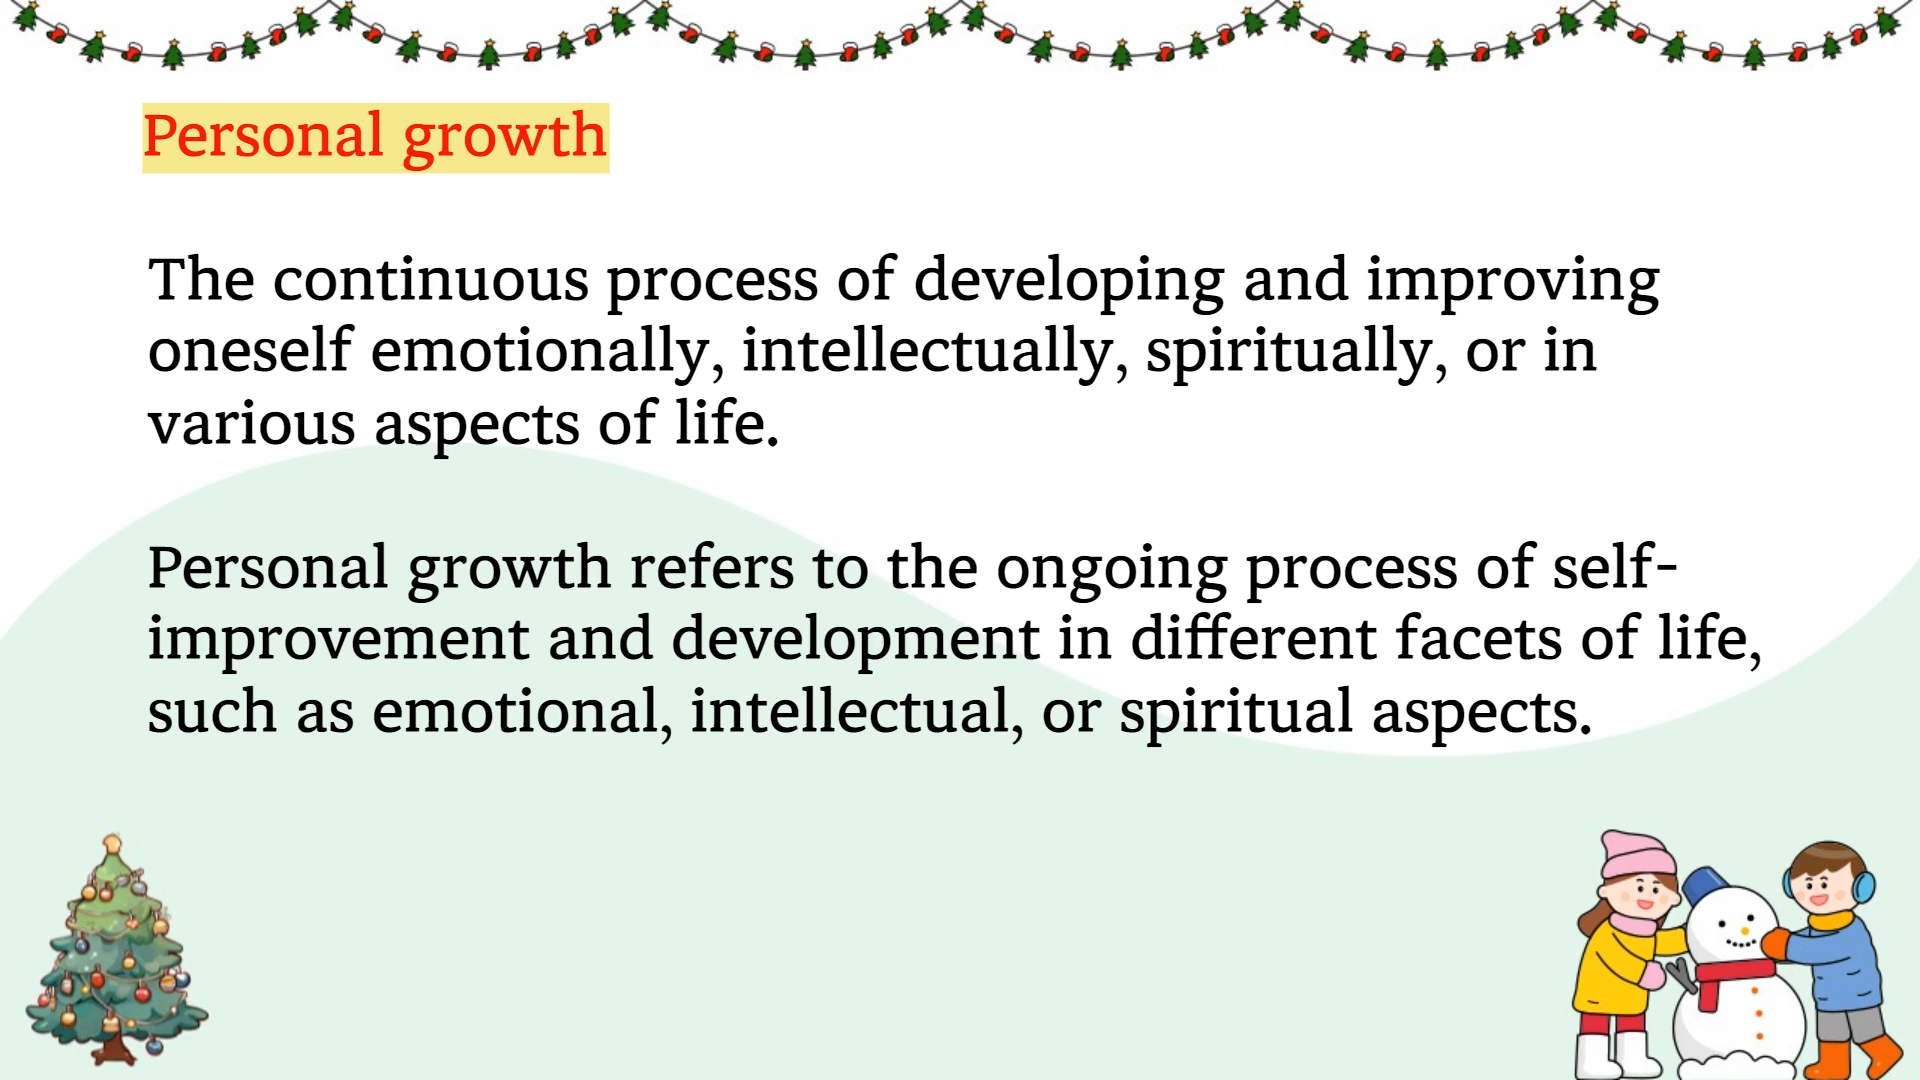 Personal growth
The continuous process of developing and improving
oneself emotionally, intellectually, spiritually, or in
various aspects of life.
Personal growth refers to the ongoing process of self-
improvement and development in different facets of life,
such as emotional, intellectual, or spiritual aspects.